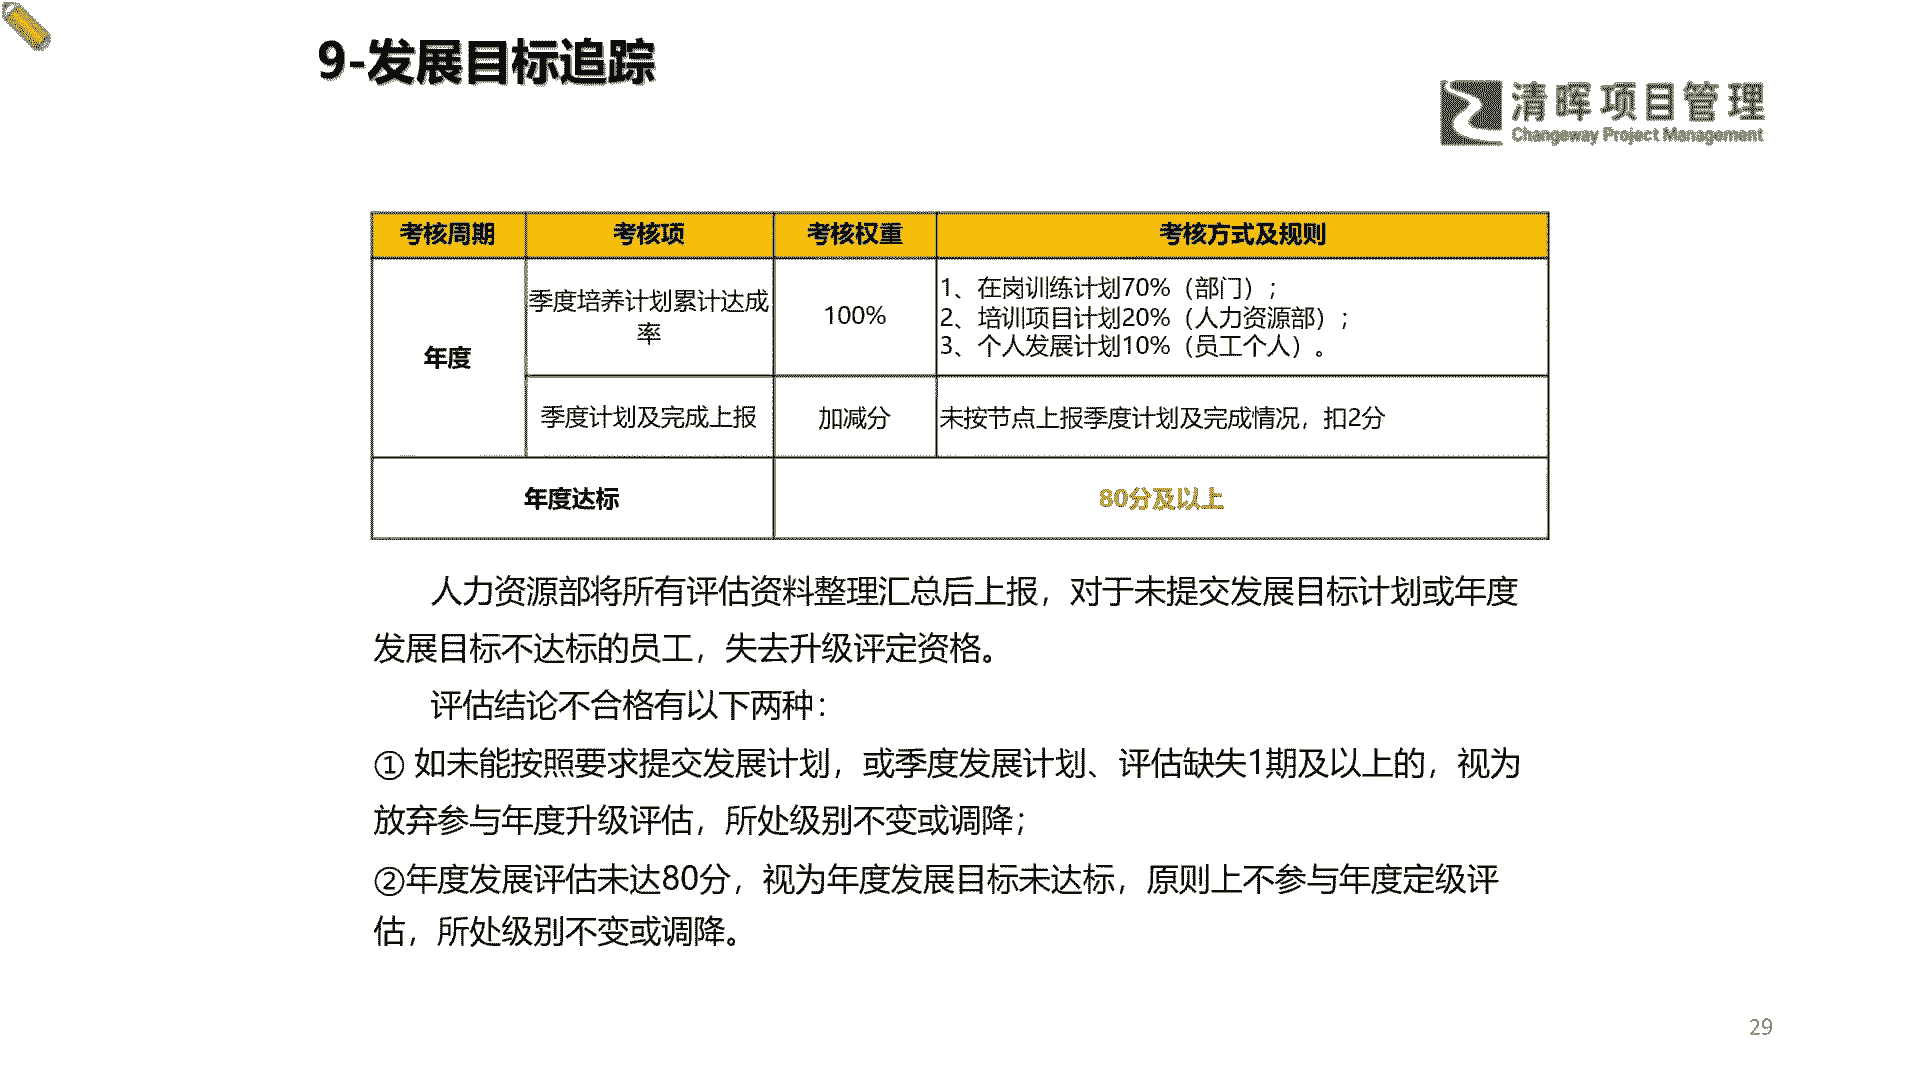 9-发展目标追踪
清晖项目管理
Changeway Project Management
考核周期 考核项 考核权重 考核方式及规则
年度
季度培养计划累计达成
率
100%
1、在岗训练计划70%（部门）；
2、培训项目计划20%（人力资源部）；
3、个人发展计划10%（员工个人）。
季度计划及完成上报 加减分 未按节点上报季度计划及完成情况，扣2分
年度达标 80分及以上
人力资源部将所有评估资料整理汇总后上报，对于未提交发展目标计划或年度
发展目标不达标的员工，失去升级评定资格。
评估结论不合格有以下两种：
① 如未能按照要求提交发展计划，或季度发展计划、评估缺失1期及以上的，视为
放弃参与年度升级评估，所处级别不变或调降；
②年度发展评估未达80分，视为年度发展目标未达标，原则上不参与年度定级评
估，所处级别不变或调降。
29